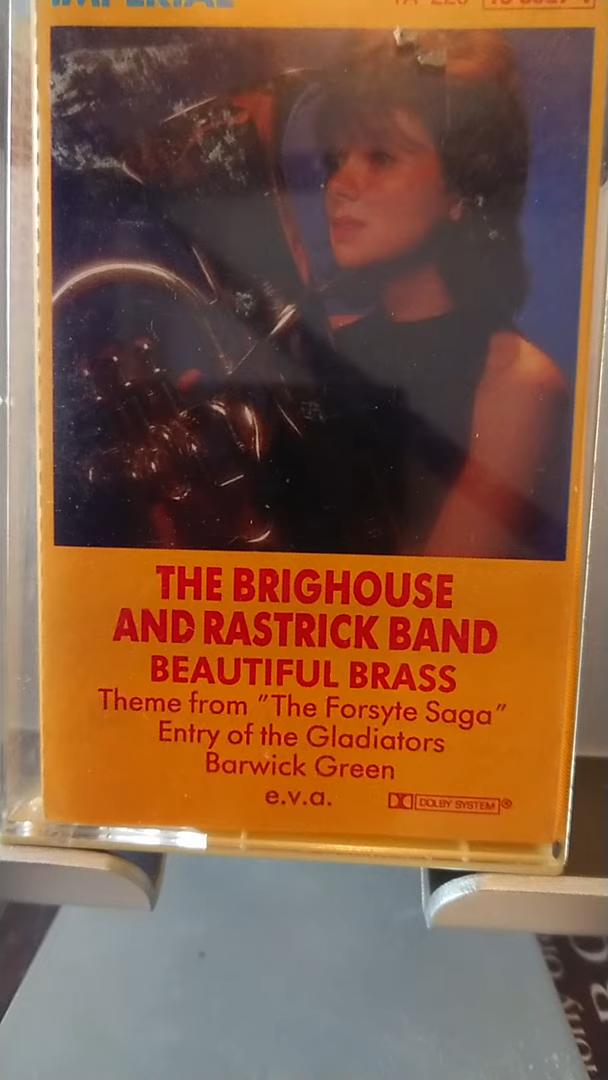 IMPERIAL
THE BRIGHOUSE
AND RASTRICK BAND
BEAUTIFUL BRASS
Theme from "The Forsyte Saga"
Entry of the Gladiators
Barwick Green
e.v.a.
DOLBY SYSTEM®